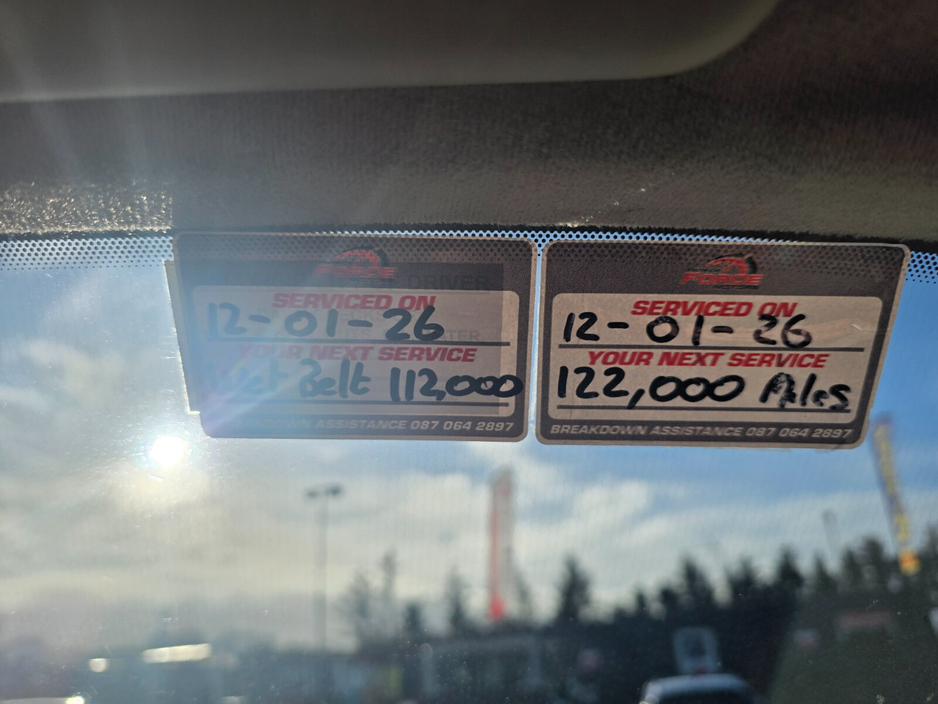 FORCE
SERVICED ON
12-01-26
YOUR NEXT SERVICE
Wet Belt 112,000
BREAKDOWN ASSISTANCE 087 064 2897
FORCE
SERVICED ON
12-01-26
YOUR NEXT SERVICE
122,000 Miles
BREAKDOWN ASSISTANCE 087 064 2897